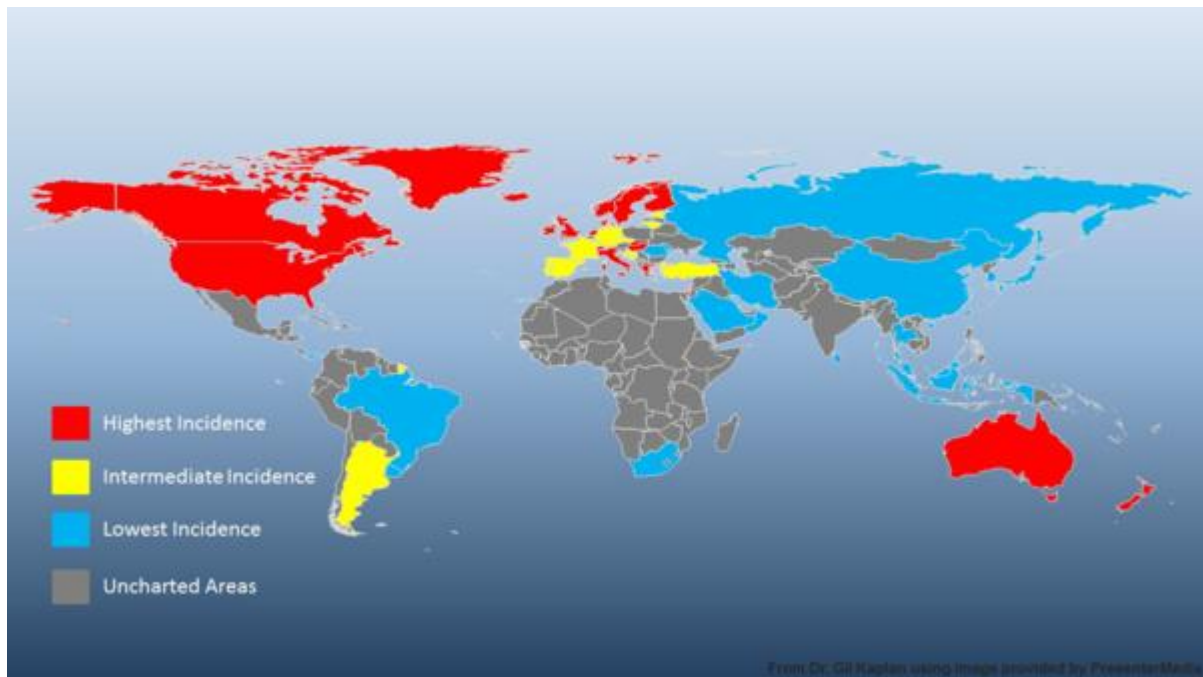 Highest Incidence
Intermediate Incidence
Lowest Incidence
Uncharted Areas
From Dr. Gil Kaplan using image provided by PresenterMedia